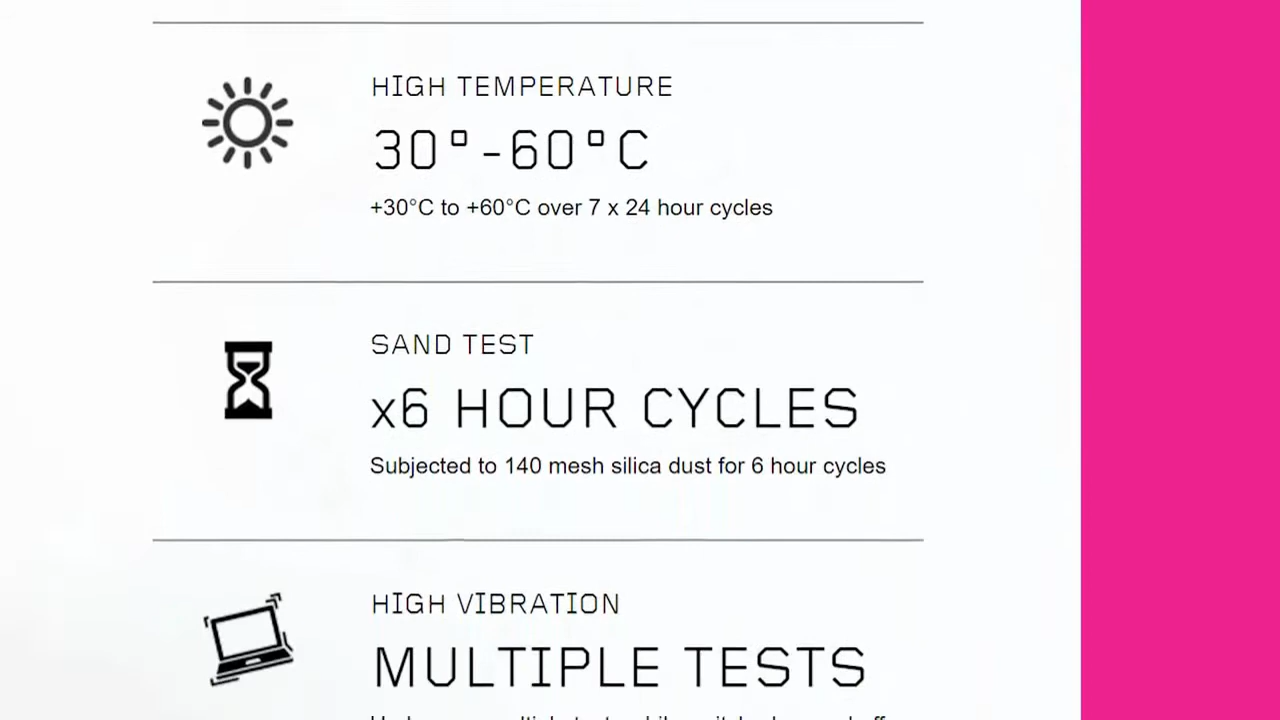 HIGH TEMPERATURE
30°-60°C
+30°C to +60°C over 7 x 24 hour cycles
SAND TEST
x6 HOUR CYCLES
Subjected to 140 mesh silica dust for 6 hour cycles
HIGH VIBRATION
MULTIPLE TESTS